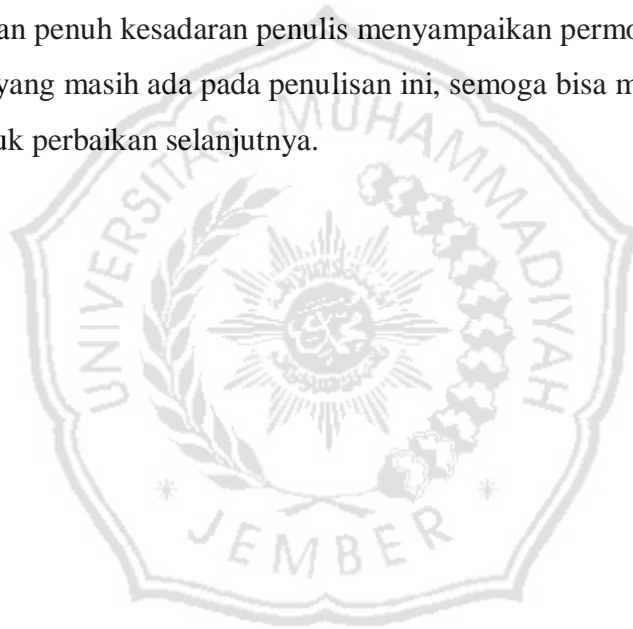 an penuh kesadaran penulis menyampaikan permo
yang masih ada pada penulisan ini, semoga bisa m
uk perbaikan selanjutnya.
UNIVERSITAS MUHAMMADIYAH
JEMBER